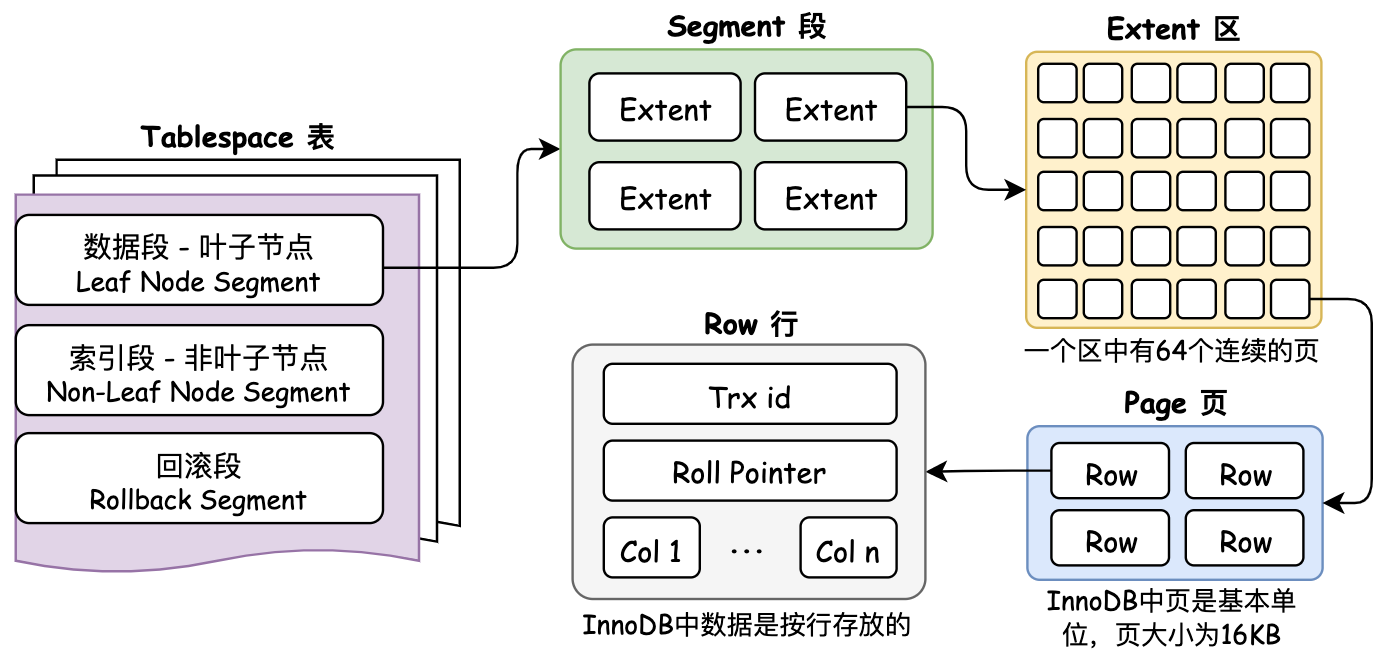 Tablespace 表
数据段 - 叶子节点
Leaf Node Segment
索引段 - 非叶子节点
Non-Leaf Node Segment
回滚段
Rollback Segment
Segment 段
Extent
Extent
Extent
Extent
Extent 区
一个区中有64个连续的页
Page 页
Row
Row
Row
Row
InnoDB中页是基本单
位，页大小为16KB
Row 行
Trx id
Roll Pointer
Col 1
...
Col n
InnoDB中数据是按行存放的